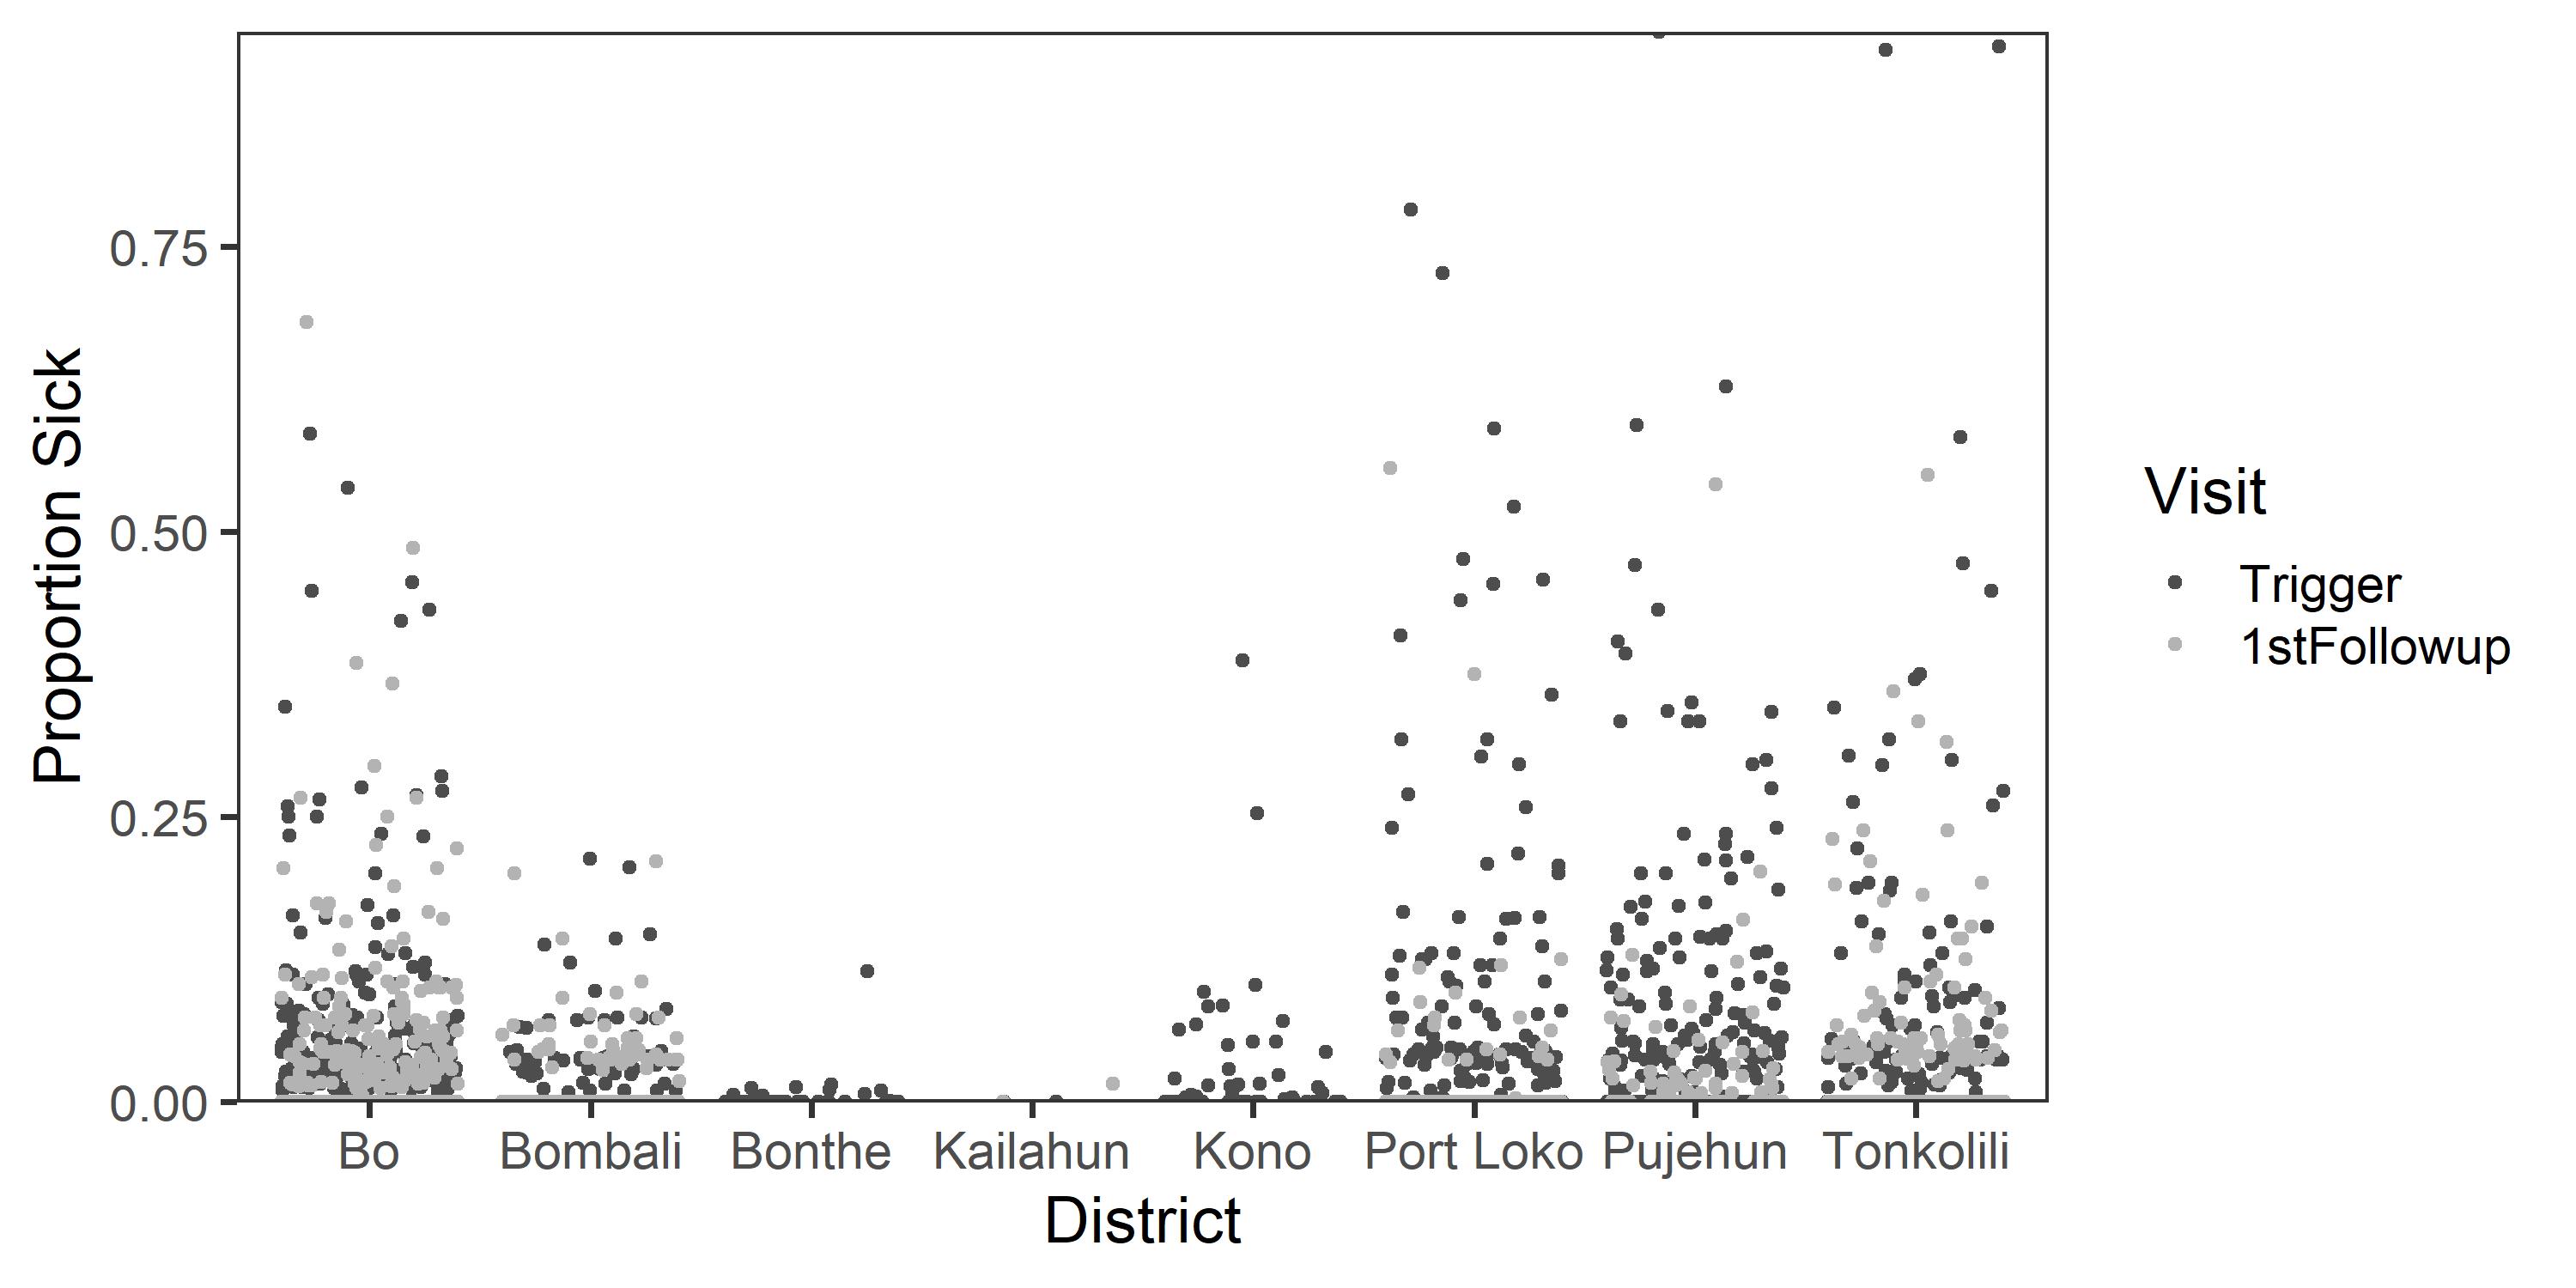 Proportion Sick
0.75
0.50
0.25
0.00
Bo Bombali Bonthe Kailahun Kono Port Loko Pujehun Tonkolili
District
Visit
Trigger
1stFollowup